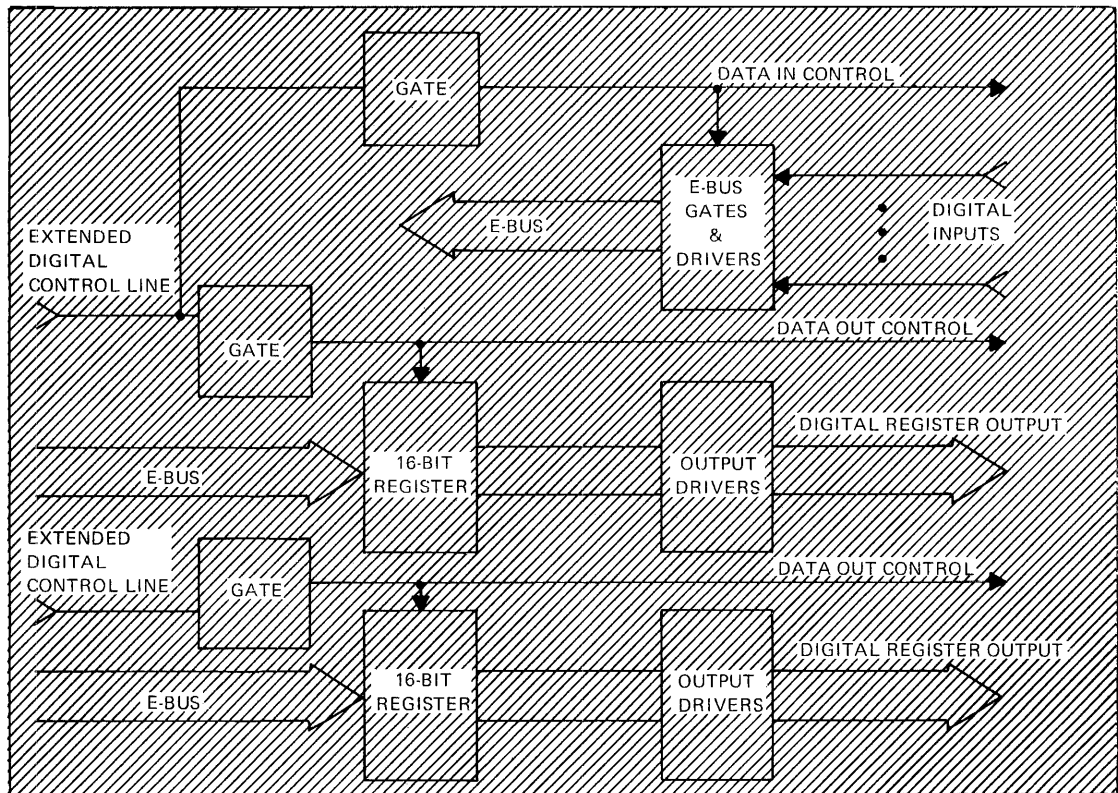 GATE
DATA IN CONTROL
E-BUS
GATES
&
DRIVERS
DIGITAL
INPUTS
E-BUS
EXTENDED
DIGITAL
CONTROL LINE
GATE
DATA OUT CONTROL
E-BUS
16-BIT
REGISTER
OUTPUT
DRIVERS
DIGITAL REGISTER OUTPUT
EXTENDED
DIGITAL
CONTROL LINE
GATE
DATA OUT CONTROL
E-BUS
16-BIT
REGISTER
OUTPUT
DRIVERS
DIGITAL REGISTER OUTPUT